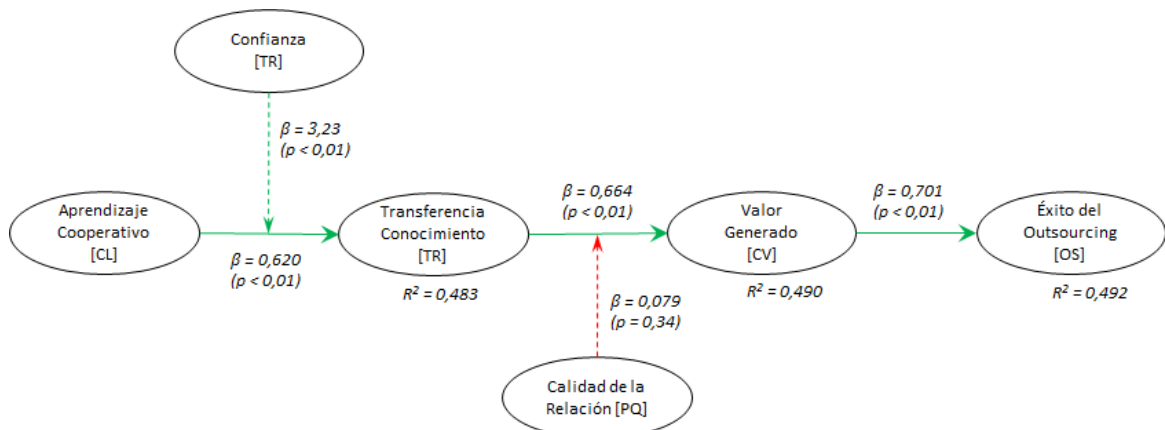 Confianza
[TR]
β = 3,23
(p < 0,01)
Aprendizaje
Cooperativo
[CL]
β = 0,620
(p < 0,01)
Transferencia
Conocimiento
[TR]
R² = 0,483
β = 0,664
(p < 0,01)
Valor
Generado
[CV]
R² = 0,490
β = 0,701
(p < 0,01)
Éxito del
Outsourcing
[OS]
R² = 0,492
β = 0,079
(p = 0,34)
Calidad de la
Relación [PQ]